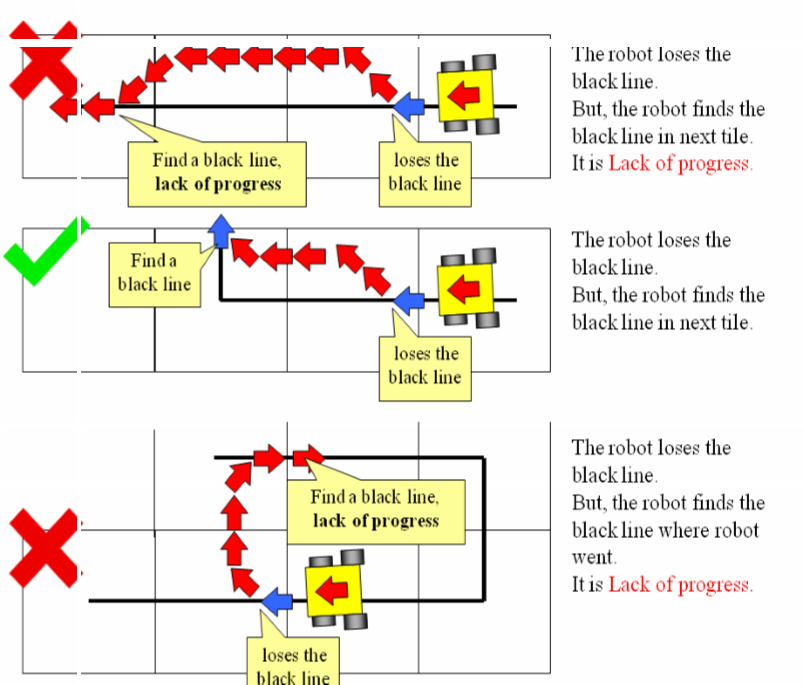 The robot loses the
black line.
But, the robot finds the
black line in next tile.
It is Lack of progress.
Find a black line,
lack of progress
loses the
black line
The robot loses the
black line.
But, the robot finds the
black line in next tile.
Find a
black line
loses the
black line
The robot loses the
black line.
But, the robot finds the
black line where robot
went.
It is Lack of progress.
Find a black line,
lack of progress
loses the
black line